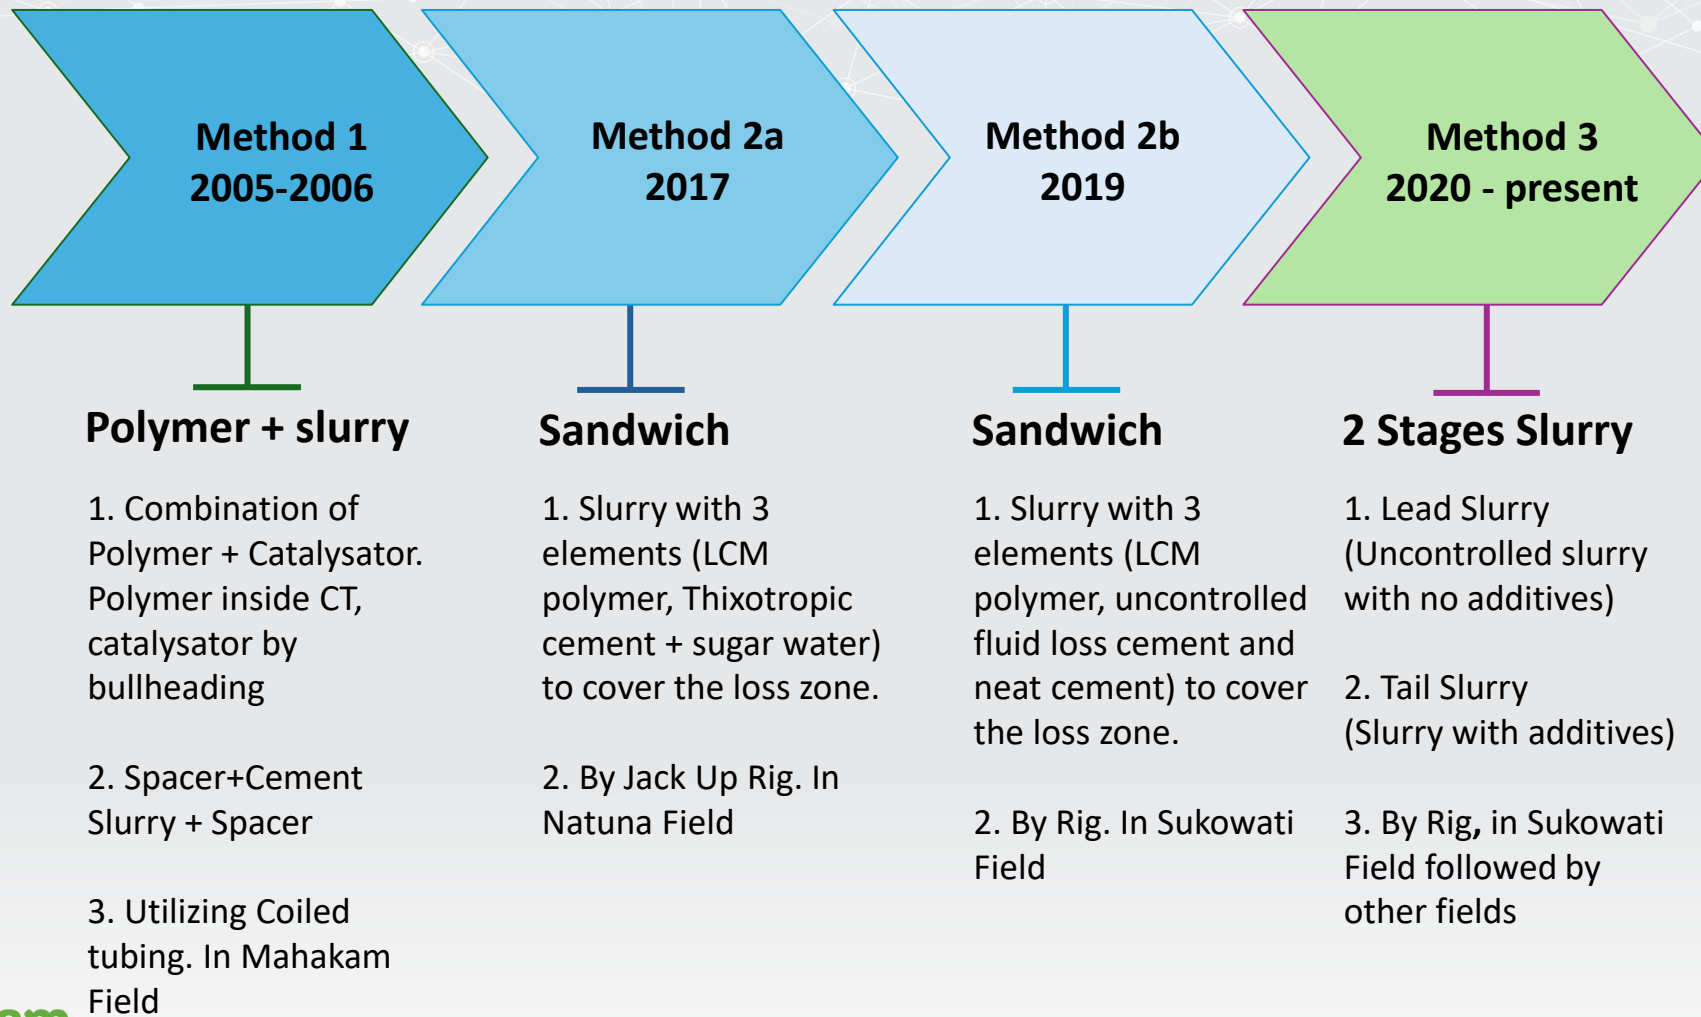 Method 1
2005-2006
Method 2a
2017
Method 2b
2019
Method 3
2020 - present
Polymer + slurry
1. Combination of
Polymer + Catalysator.
Polymer inside CT,
catalysator by
bullheading
2. Spacer+Cement
Slurry + Spacer
3. Utilizing Coiled
tubing. In Mahakam
Field
Sandwich
1. Slurry with 3
elements (LCM
polymer, Thixotropic
cement + sugar water)
to cover the loss zone.
2. By Jack Up Rig. In
Natuna Field
Sandwich
1. Slurry with 3
elements (LCM
polymer, uncontrolled
fluid loss cement and
neat cement) to cover
the loss zone.
2. By Rig. In Sukowati
Field
2 Stages Slurry
1. Lead Slurry
(Uncontrolled slurry
with no additives)
2. Tail Slurry
(Slurry with additives)
3. By Rig, in Sukowati
Field followed by
other fields